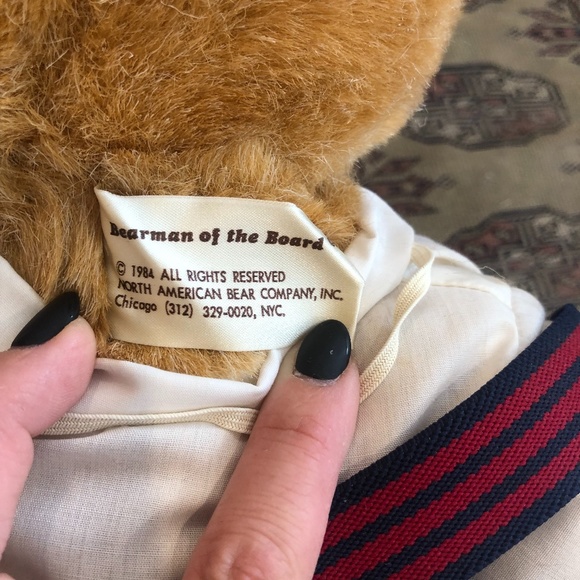 Bearman of the Board
© 1984 ALL RIGHTS RESERVED
NORTH AMERICAN BEAR COMPANY, INC.
Chicago (312) 329-0020, NYC.